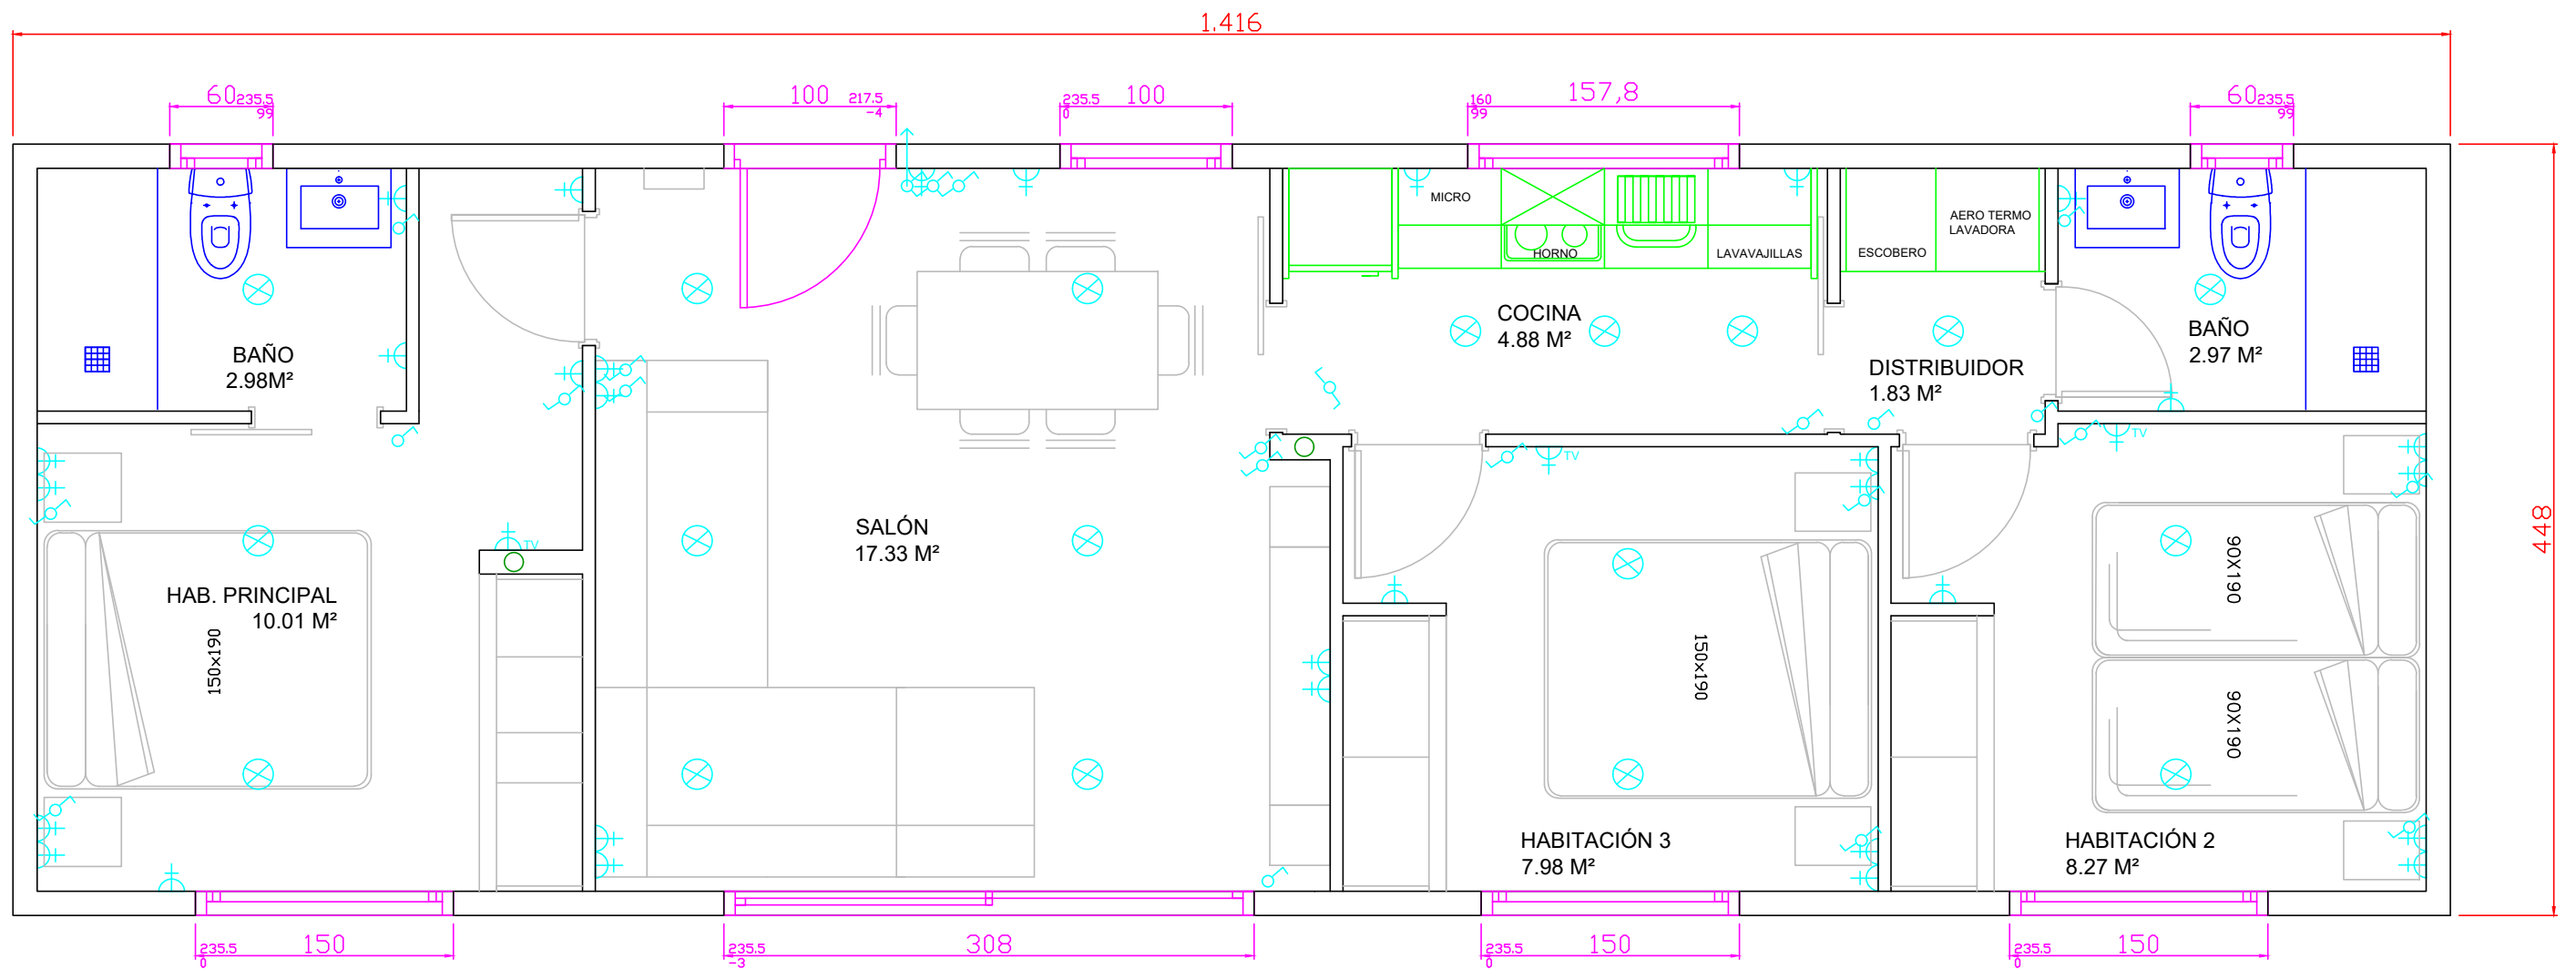 1.416
60
235.5
99
100
217.5
-4
235.5
0
100
160
99
157,8
60
235.5
99
MICRO
HORNO
LAVAVAJILLAS
ESCOBERO
AERO TERMO
LAVADORA
COCINA
4.88 M²
BAÑO
2.98M²
DISTRIBUIDOR
1.83 M²
BAÑO
2.97 M²
TV
TV
TV
SALÓN
17.33 M²
448
HAB. PRINCIPAL
10.01 M²
150x190
150x190
90X190
90X190
HABITACIÓN 3
7.98 M²
HABITACIÓN 2
8.27 M²
235.5
0
150
235.5
-3
308
235.5
0
150
235.5
0
150